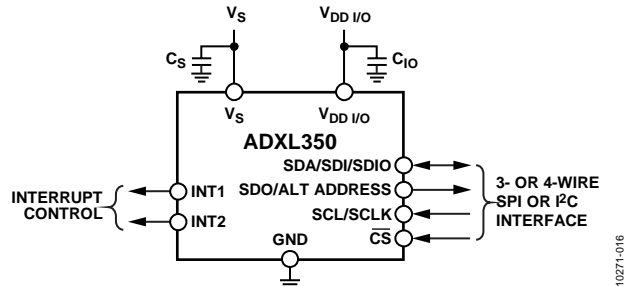 VS
VDD I/O
CS
CIO
VS
VDD I/O
ADXL350
SDA/SDI/SDIO
SDO/ALT ADDRESS
SCL/SCLK
CS
INT1
INT2
GND
INTERRUPT
CONTROL
3- OR 4-WIRE
SPI OR I2C
INTERFACE
10271-016